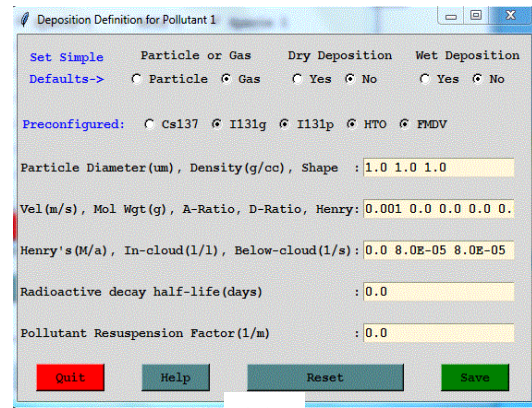 Deposition Definition for Pollutant 1
Set Simple Particle or Gas Dry Deposition Wet Deposition
Defaults-> Particle Gas Yes No Yes No
Preconfigured: Cs137 I131g I131p HTO FMDV
Particle Diameter(um), Density(g/cc), Shape : 1.0 1.0 1.0
Vel(m/s), Mol Wgt(g), A-Ratio, D-Ratio, Henry: 0.001 0.0 0.0 0.0 0.
Henry's(M/a), In-cloud(l/l), Below-cloud(1/s): 0.0 8.0E-05 8.0E-05
Radioactive decay half-life(days) : 0.0
Pollutant Resuspension Factor(1/m) : 0.0
Quit Help Reset Save